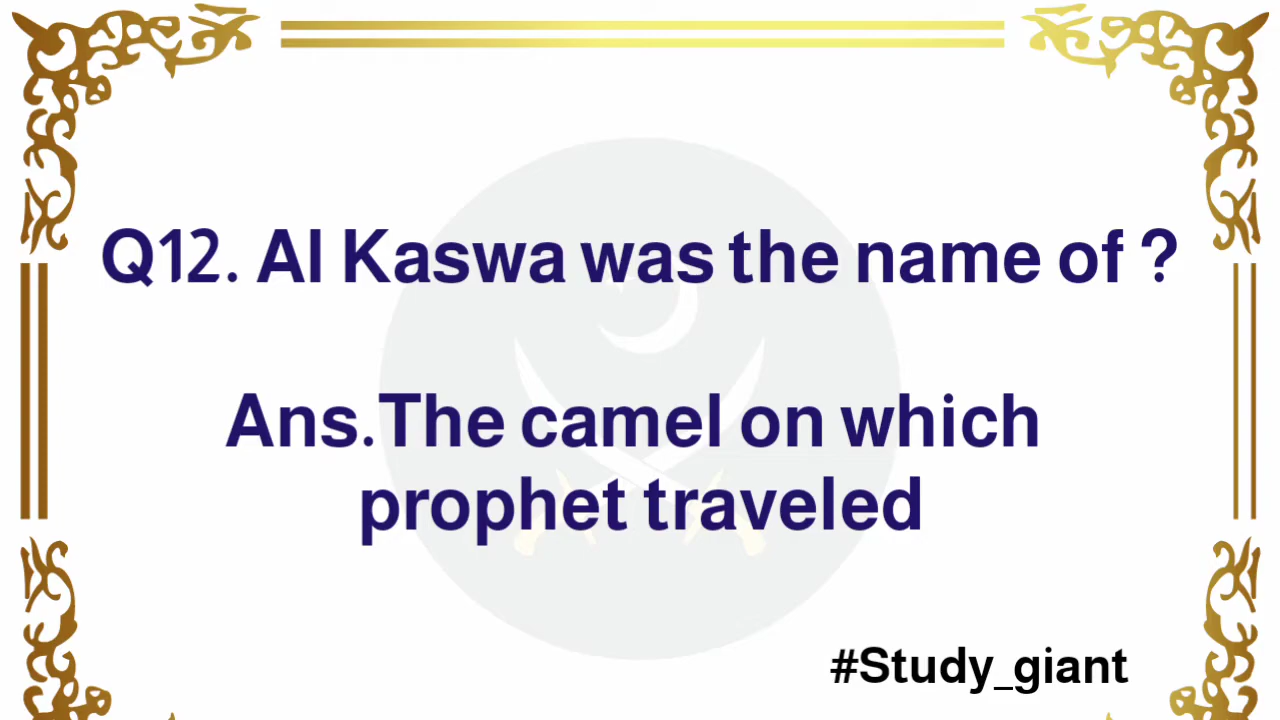 Q12. Al Kaswa was the name of ?
Ans.The camel on which
prophet traveled
#Study_giant